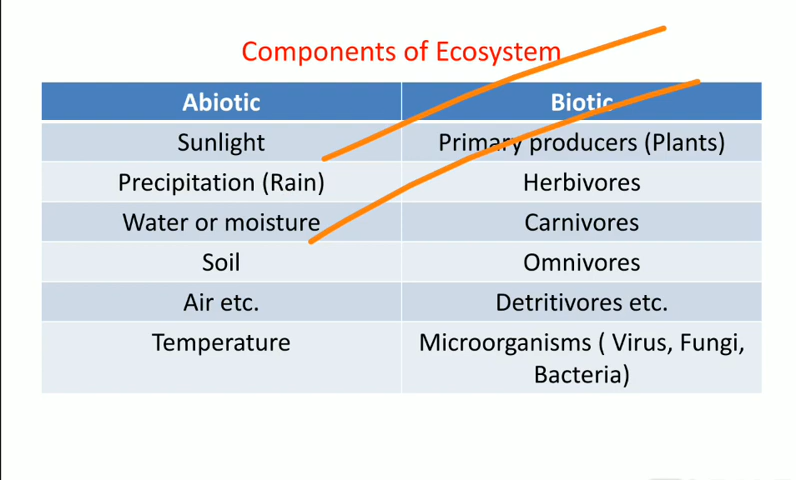 Components of Ecosystem
Abiotic Biotic
Sunlight Primary producers (Plants)
Precipitation (Rain) Herbivores
Water or moisture Carnivores
Soil Omnivores
Air etc. Detritivores etc.
Temperature Microorganisms ( Virus, Fungi,
Bacteria)